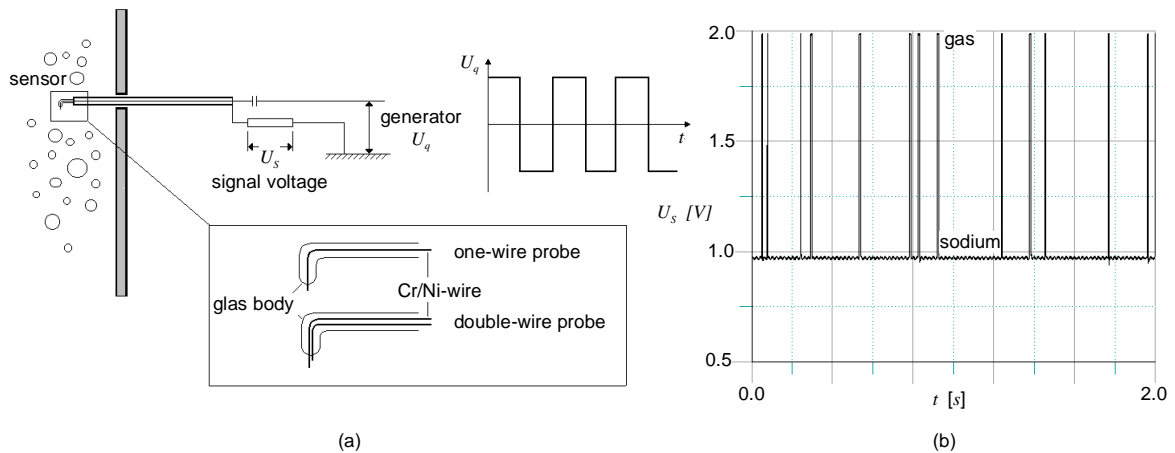 sensor
generator
U_q
U_S
signal voltage
U_q
t
one-wire probe
Cr/Ni-wire
glas body
double-wire probe
(a)
2.0
gas
1.5
U_S [V]
1.0
sodium
0.5
0.0
2.0
t [s]
(b)